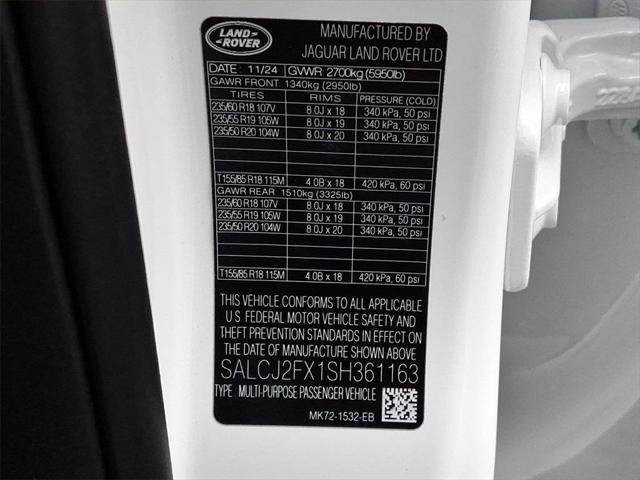 LAND-
-ROVER
MANUFACTURED BY
JAGUAR LAND ROVER LTD
DATE : 11/24 GVWR 2700kg (5950lb)
GAWR FRONT : 1340kg (2950lb)
TIRES RIMS PRESSURE (COLD)
235/60 R18 107V 8.0J x 18 340 kPa, 50 psi
235/55 R19 105W 8.0J x 19 340 kPa, 50 psi
235/50 R20 104W 8.0J x 20 340 kPa, 50 psi
T155/85 R18 115M 4.0B x 18 420 kPa, 60 psi
GAWR REAR : 1510kg (3325lb)
235/60 R18 107V 8.0J x 18 340 kPa, 50 psi
235/55 R19 105W 8.0J x 19 340 kPa, 50 psi
235/50 R20 104W 8.0J x 20 340 kPa, 50 psi
T155/85 R18 115M 4.0B x 18 420 kPa, 60 psi
THIS VEHICLE CONFORMS TO ALL APPLICABLE
U.S. FEDERAL MOTOR VEHICLE SAFETY AND
THEFT PREVENTION STANDARDS IN EFFECT ON
THE DATE OF MANUFACTURE SHOWN ABOVE
SALCJ2FX1SH361163
TYPE : MULTI-PURPOSE PASSENGER VEHICLE
MK72-1532-EB